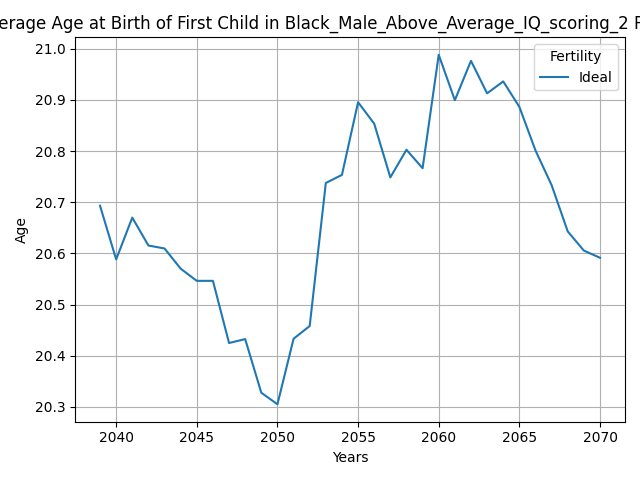 erage Age at Birth of First Child in Black_Male_Above_Average_IQ_scoring_2
Fertility
Ideal
21.0
20.9
20.8
20.7
20.6
20.5
20.4
20.3
Age
2040 2045 2050 2055 2060 2065 2070
Years